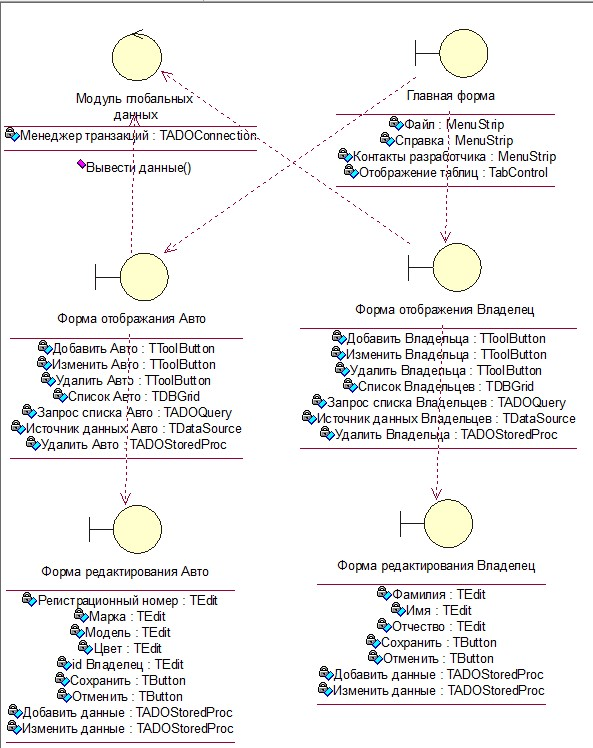 Модуль глобальных
данных
Менеджер транзакций : TADOConnection
Вывести данные()
Главная форма
Файл : MenuStrip
Справка : MenuStrip
Контакты разработчика : MenuStrip
Отображение таблиц : TabControl
Форма отображания Авто
Добавить Авто : TToolButton
Изменить Авто : TToolButton
Удалить Авто : TToolButton
Список Авто : TDBGrid
Запрос списка Авто : TADOQuery
Источник данных Авто : TDataSource
Удалить Авто : TADOStoredProc
Форма отображения Владелец
Добавить Владельца : TToolButton
Изменить Владельца : TToolButton
Удалить Владельца : TToolButton
Список Владельцев : TDBGrid
Запрос списка Владельцев : TADOQuery
Источник данных Владельцев : TDataSource
Удалить Владельца : TADOStoredProc
Форма редактирования Авто
Регистрационный номер : TEdit
Марка : TEdit
Модель : TEdit
Цвет : TEdit
id Владелец : TEdit
Сохранить : TButton
Отменить : TButton
Добавить данные : TADOStoredProc
Изменить данные : TADOStoredProc
Форма редактирования Владелец
Фамилия : TEdit
Имя : TEdit
Отчество : TEdit
Сохранить : TButton
Отменить : TButton
Добавить данные : TADOStoredProc
Изменить данные : TADOStoredProc